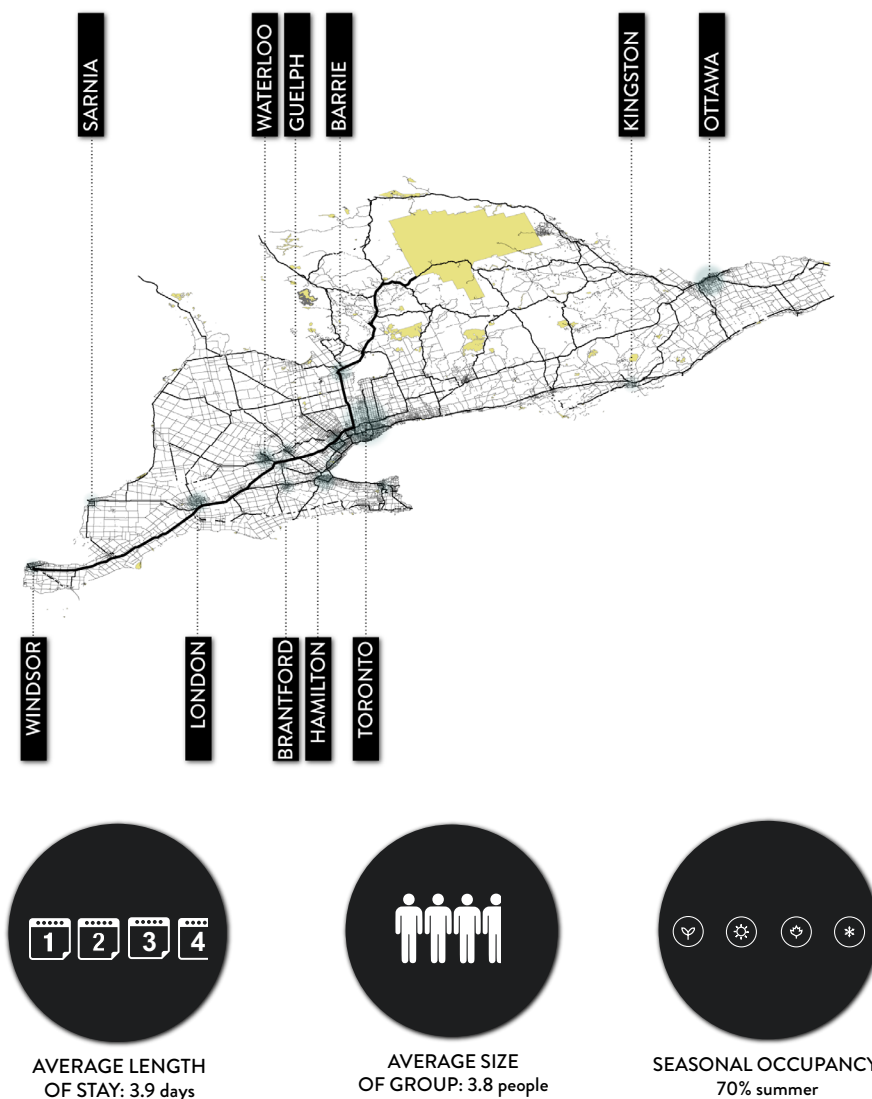 SARNIA
WATERLOO
GUELPH
BARRIE
KINGSTON
OTTAWA
WINDSOR
LONDON
BRANTFORD
HAMILTON
TORONTO
1 2 3 4
AVERAGE LENGTH
OF STAY: 3.9 days
AVERAGE SIZE
OF GROUP: 3.8 people
SEASONAL OCCUPANCY
70% summer